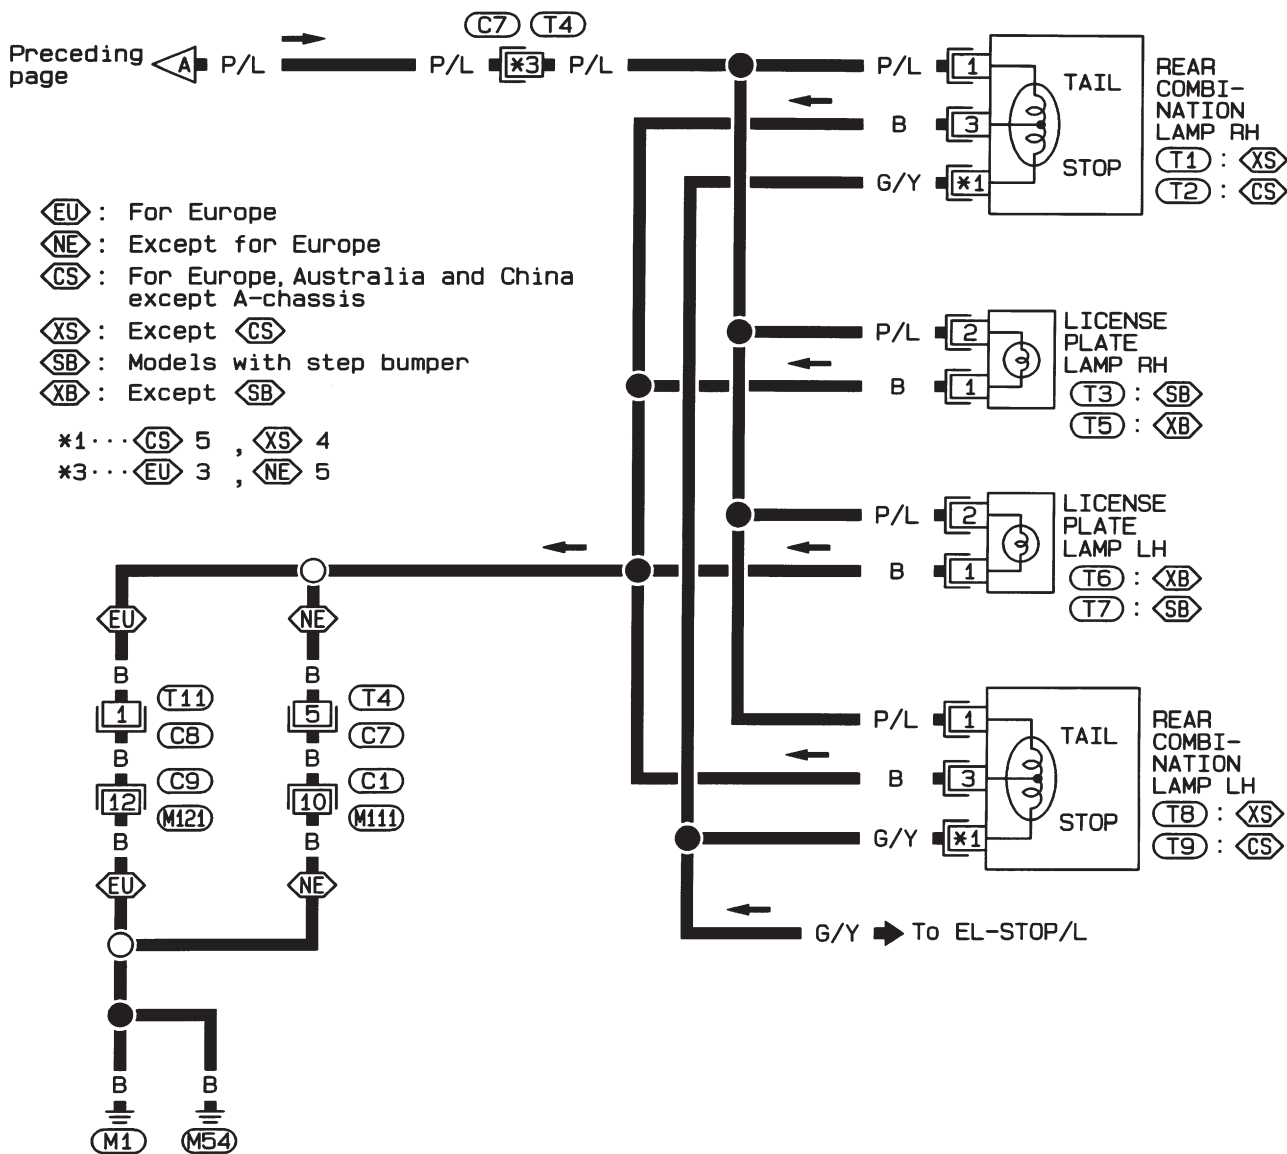 C7 T4
Preceding
page
A P/L P/L *3 P/L P/L 1 TAIL
REAR
COMBI-
NATION
LAMP RH
B 3
G/Y *1 STOP
T1 : XS
T2 : CS
EU : For Europe
NE : Except for Europe
CS : For Europe, Australia and China
except A-chassis
XS : Except CS
SB : Models with step bumper
XB : Except SB
*1···CS 5 , XS 4
*3···EU 3 , NE 5
P/L 2
B 1
LICENSE
PLATE
LAMP RH
T3 : SB
T5 : XB
P/L 2
B 1
LICENSE
PLATE
LAMP LH
T6 : XB
T7 : SB
EU NE
B B
1 T11 5 T4
C8 C7
B B
12 C9 10 C1
M121 M111
B B
EU NE
P/L 1 TAIL
B 3
G/Y *1 STOP
REAR
COMBI-
NATION
LAMP LH
T8 : XS
T9 : CS
G/Y To EL-STOP/L
B B
M1 M54